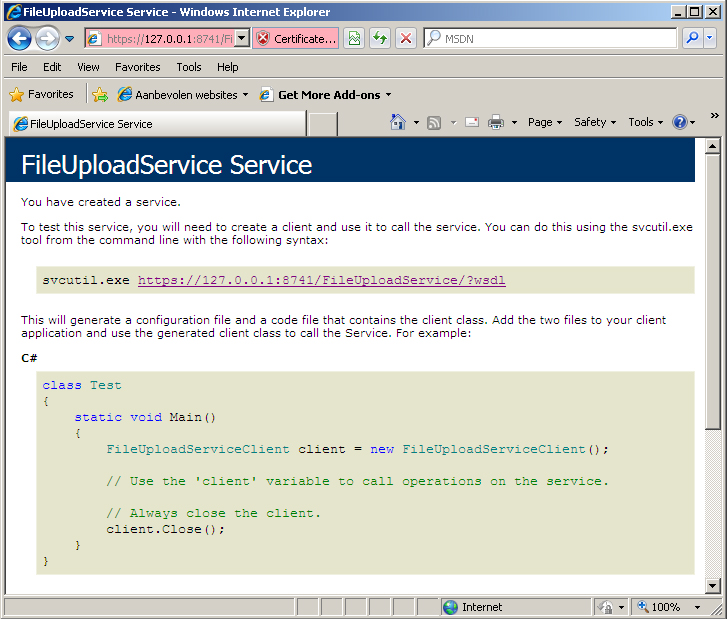 FileUploadService Service - Windows Internet Explorer
https://127.0.0.1:8741/Fi
Certificate...
MSDN
File Edit View Favorites Tools Help
Favorites Aanbevolen websites Get More Add-ons
FileUploadService Service
Page Safety Tools »
FileUploadService Service
You have created a service.
To test this service, you will need to create a client and use it to call the service. You can do this using the svcutil.exe
tool from the command line with the following syntax:
svcutil.exe https://127.0.0.1:8741/FileUploadService/?wsdl
This will generate a configuration file and a code file that contains the client class. Add the two files to your client
application and use the generated client class to call the Service. For example:
C#
class Test
{
static void Main()
{
FileUploadServiceClient client = new FileUploadServiceClient();
// Use the 'client' variable to call operations on the service.
// Always close the client.
client.Close();
}
}
Internet 100%